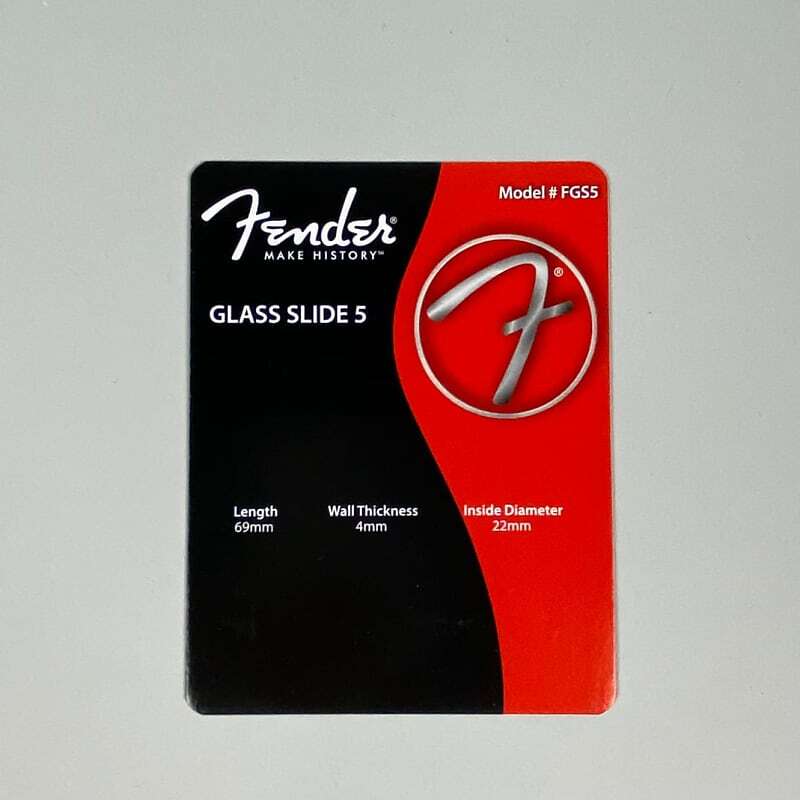 Model # FGS5
Fender®
MAKE HISTORY™
F®
GLASS SLIDE 5
Length Wall Thickness Inside Diameter
69mm 4mm 22mm